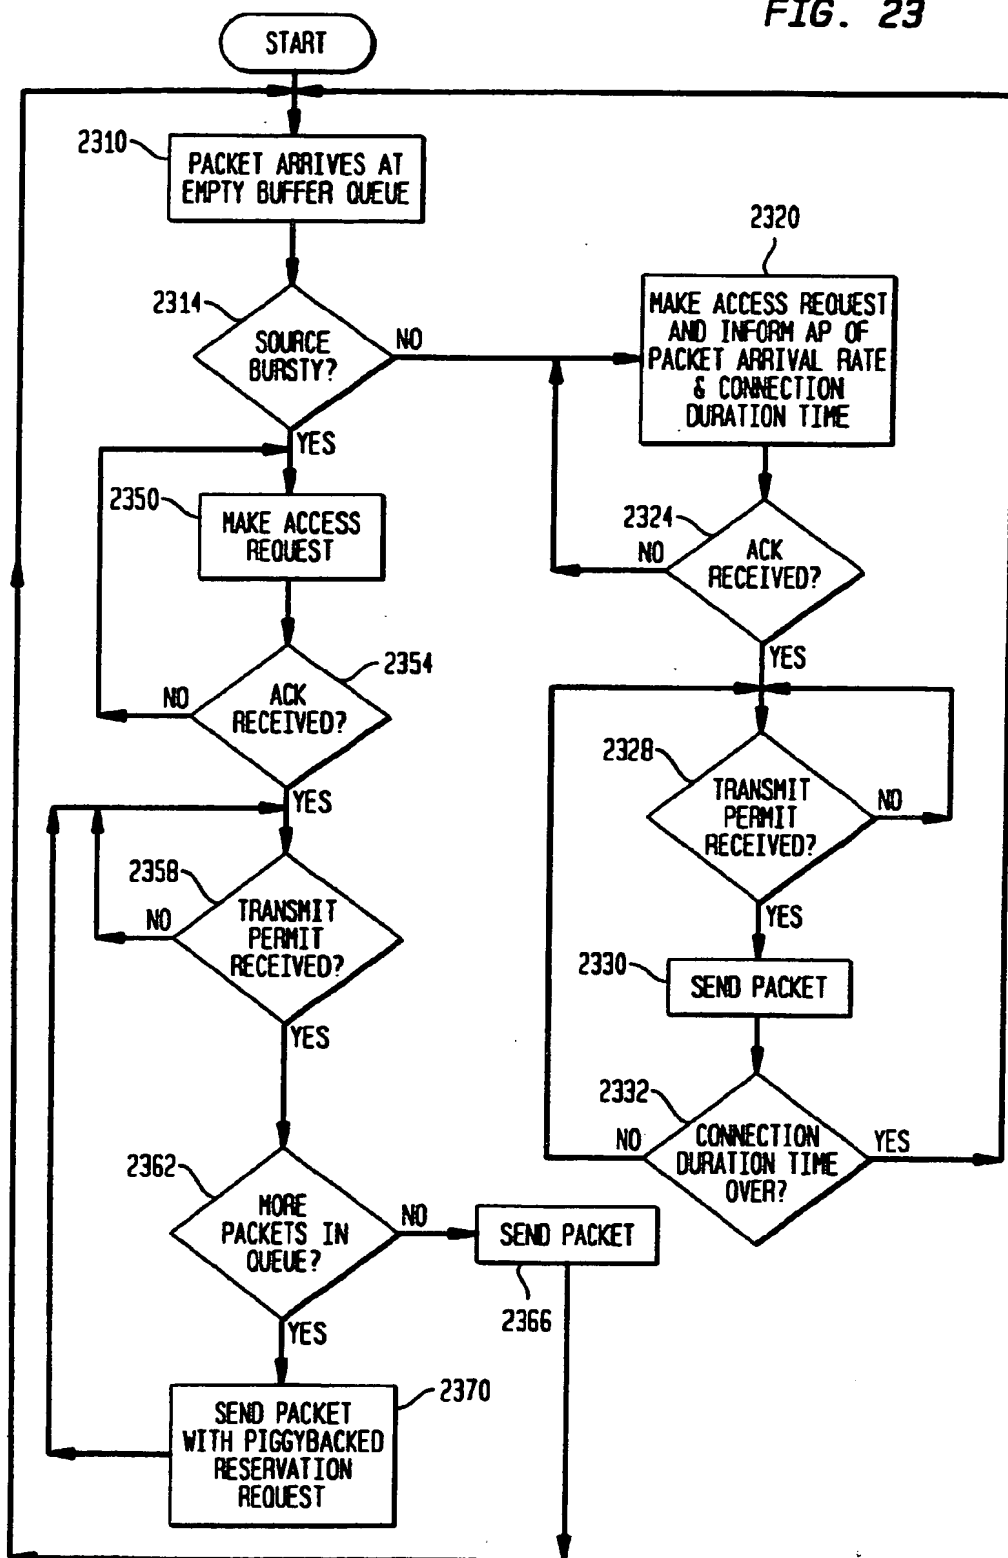 FIG. 23
START
2310
PACKET ARRIVES AT
EMPTY BUFFER QUEUE
2314
SOURCE
BURSTY?
NO
YES
2320
MAKE ACCESS REQUEST
AND INFORM AP OF
PACKET ARRIVAL RATE
& CONNECTION
DURATION TIME
2324
ACK
RECEIVED?
NO
YES
2328
TRANSMIT
PERMIT
RECEIVED?
NO
YES
2330
SEND PACKET
2332
CONNECTION
DURATION TIME
OVER?
NO
YES
2350
MAKE ACCESS
REQUEST
2354
ACK
RECEIVED?
NO
YES
2358
TRANSMIT
PERMIT
RECEIVED?
NO
YES
2362
MORE
PACKETS IN
QUEUE?
NO
YES
SEND PACKET
2366
2370
SEND PACKET
WITH PIGGYBACKED
RESERVATION
REQUEST